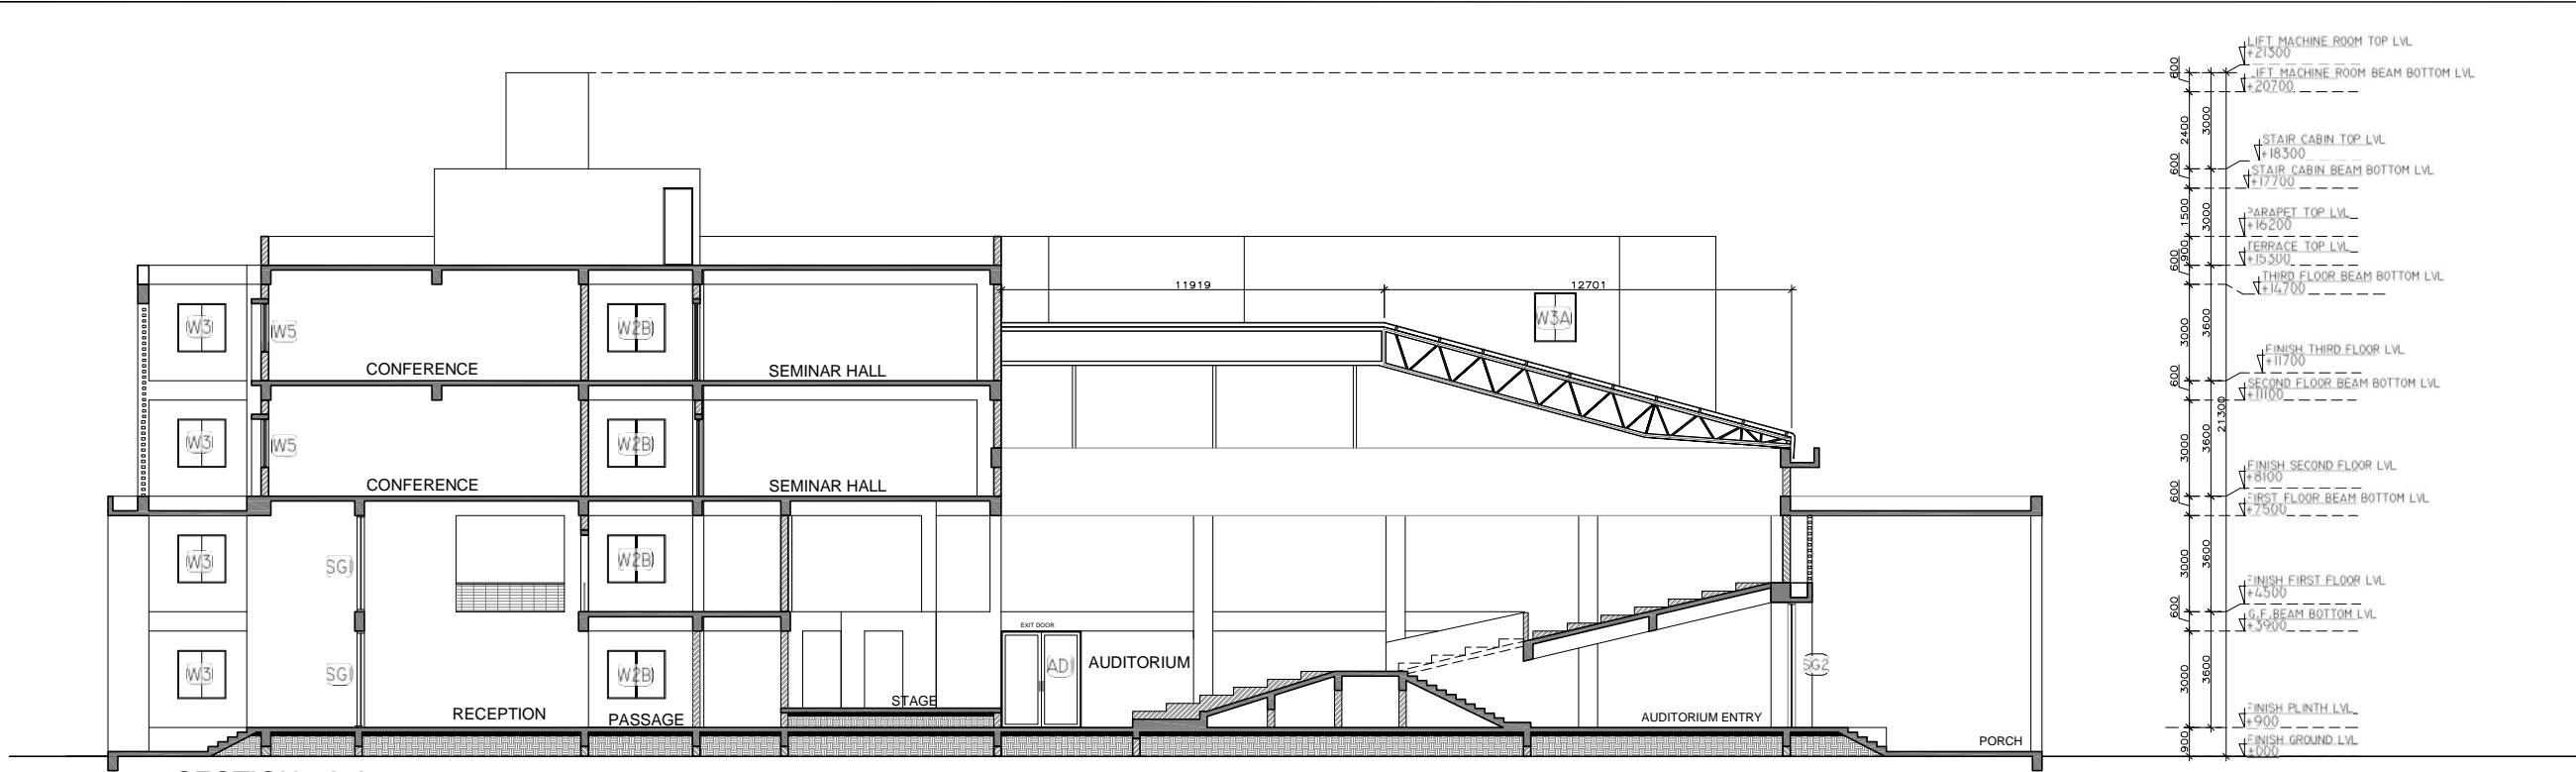 LIFT MACHINE ROOM TOP LVL
+21300
LIFT MACHINE ROOM BEAM BOTTOM LVL
+20700
STAIR CABIN TOP LVL
+18300
STAIR CABIN BEAM BOTTOM LVL
+17700
PARAPET TOP LVL
+16200
TERRACE TOP LVL
+15300
THIRD FLOOR BEAM BOTTOM LVL
+14700
FINISH THIRD FLOOR LVL
+11700
SECOND FLOOR BEAM BOTTOM LVL
+11100
FINISH SECOND FLOOR LVL
+8100
FIRST FLOOR BEAM BOTTOM LVL
+7500
FINISH FIRST FLOOR LVL
+4500
G.F.BEAM BOTTOM LVL
+3900
FINISH PLINTH LVL
+900
FINISH GROUND LVL
+000
600
2400
600
1500
900
600
3000
600
3000
600
3000
600
3000
900
3000
3000
3600
3600
3600
3600
21300
11919
12701
W3
W5
W2B
W3A
CONFERENCE
SEMINAR HALL
W3
W5
W2B
CONFERENCE
SEMINAR HALL
W3
SG1
W2B
EXIT DOOR
W3
SG1
W2B
AD1
AUDITORIUM
SG2
STAGE
RECEPTION
PASSAGE
AUDITORIUM ENTRY
PORCH